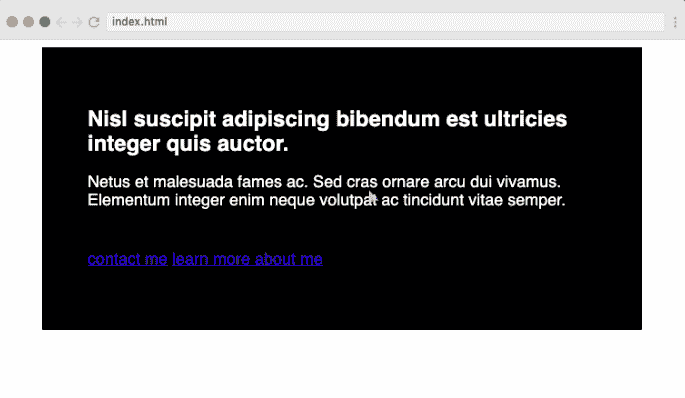 index.html
Nisl suscipit adipiscing bibendum est ultricies
integer quis auctor.
Netus et malesuada fames ac. Sed cras ornare arcu dui vivamus.
Elementum integer enim neque volutpat ac tincidunt vitae semper.
contact me learn more about me